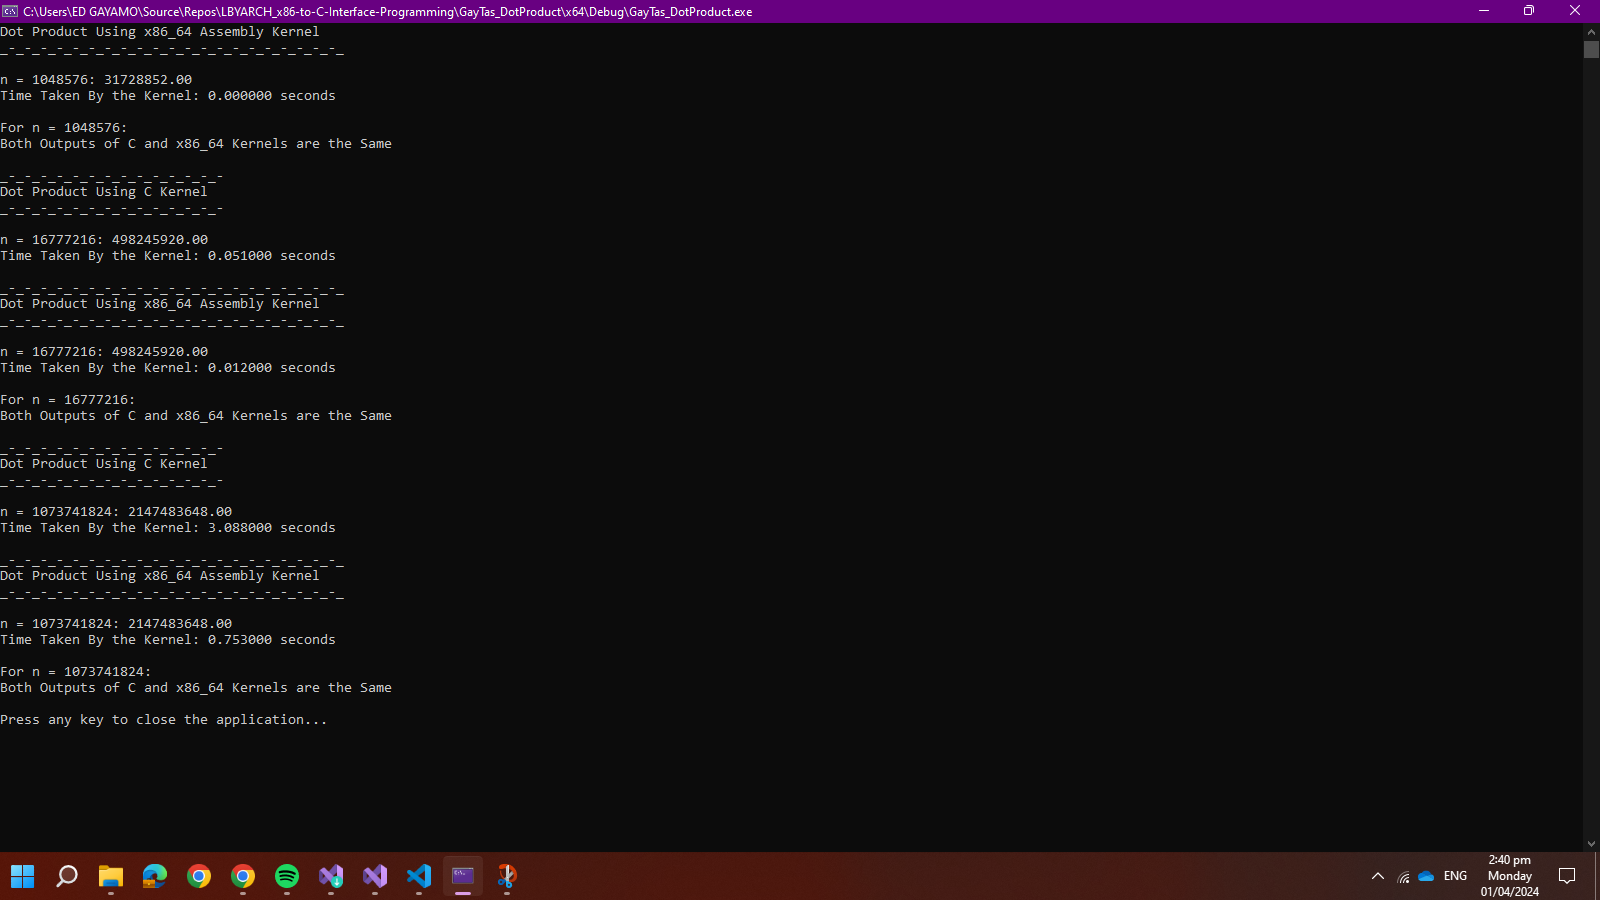 C:\Users\ED GAYAMO\Source\Repos\LBYARCH_x86-to-C-Interface-Programming\GayTas_DotProduct\x64\Debug\GayTas_DotProduct.exe
Dot Product Using x86_64 Assembly Kernel
_-_-_-_-_-_-_-_-_-_-_-_-_-_-_-_-_-_-_-_-_-_
n = 1048576: 31728852.00
Time Taken By the Kernel: 0.000000 seconds
For n = 1048576:
Both Outputs of C and x86_64 Kernels are the Same
_-_-_-_-_-_-_-_-_-_-_-_-_-_-
Dot Product Using C Kernel
_-_-_-_-_-_-_-_-_-_-_-_-_-_-
n = 16777216: 498245920.00
Time Taken By the Kernel: 0.051000 seconds
_-_-_-_-_-_-_-_-_-_-_-_-_-_-_-_-_-_-_-_-_-_
Dot Product Using x86_64 Assembly Kernel
_-_-_-_-_-_-_-_-_-_-_-_-_-_-_-_-_-_-_-_-_-_
n = 16777216: 498245920.00
Time Taken By the Kernel: 0.012000 seconds
For n = 16777216:
Both Outputs of C and x86_64 Kernels are the Same
_-_-_-_-_-_-_-_-_-_-_-_-_-_-
Dot Product Using C Kernel
_-_-_-_-_-_-_-_-_-_-_-_-_-_-
n = 1073741824: 2147483648.00
Time Taken By the Kernel: 3.088000 seconds
_-_-_-_-_-_-_-_-_-_-_-_-_-_-_-_-_-_-_-_-_-_
Dot Product Using x86_64 Assembly Kernel
_-_-_-_-_-_-_-_-_-_-_-_-_-_-_-_-_-_-_-_-_-_
n = 1073741824: 2147483648.00
Time Taken By the Kernel: 0.753000 seconds
For n = 1073741824:
Both Outputs of C and x86_64 Kernels are the Same
Press any key to close the application...
ENG
2:40 pm
Monday
01/04/2024